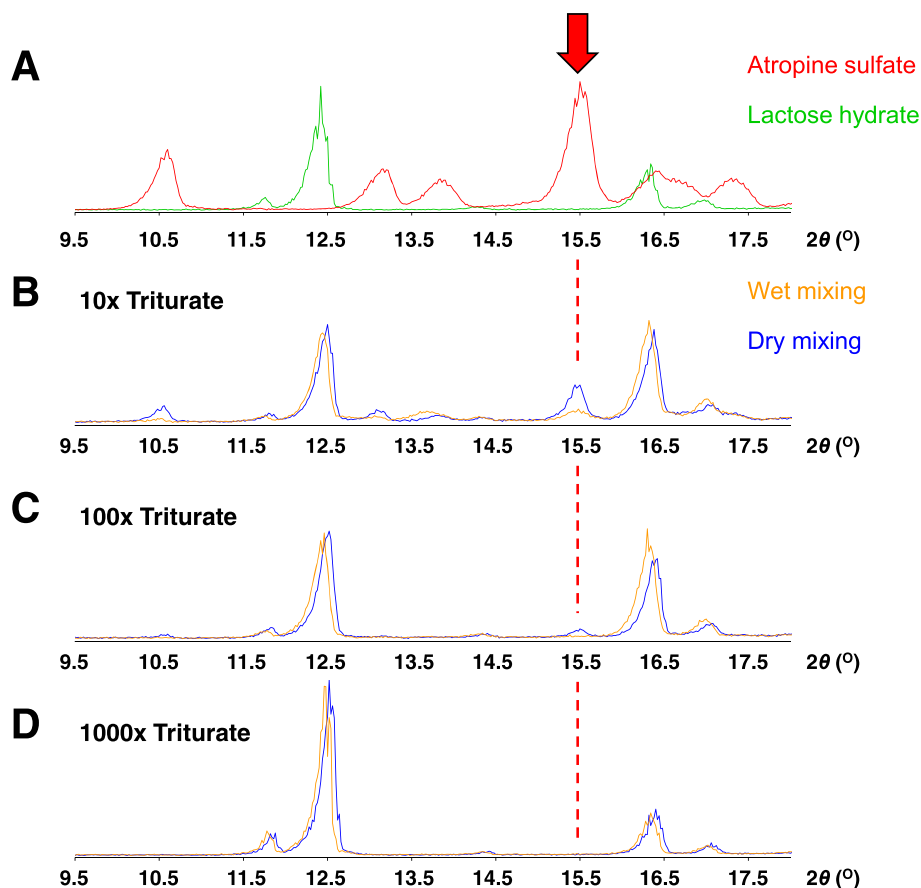 A
Atropine sulfate
Lactose hydrate
9.5 10.5 11.5 12.5 13.5 14.5 15.5 16.5 17.5 2θ (O)
B
10x Triturate
Wet mixing
Dry mixing
9.5 10.5 11.5 12.5 13.5 14.5 15.5 16.5 17.5 2θ (O)
C
100x Triturate
9.5 10.5 11.5 12.5 13.5 14.5 15.5 16.5 17.5 2θ (O)
D
1000x Triturate
9.5 10.5 11.5 12.5 13.5 14.5 15.5 16.5 17.5 2θ (O)